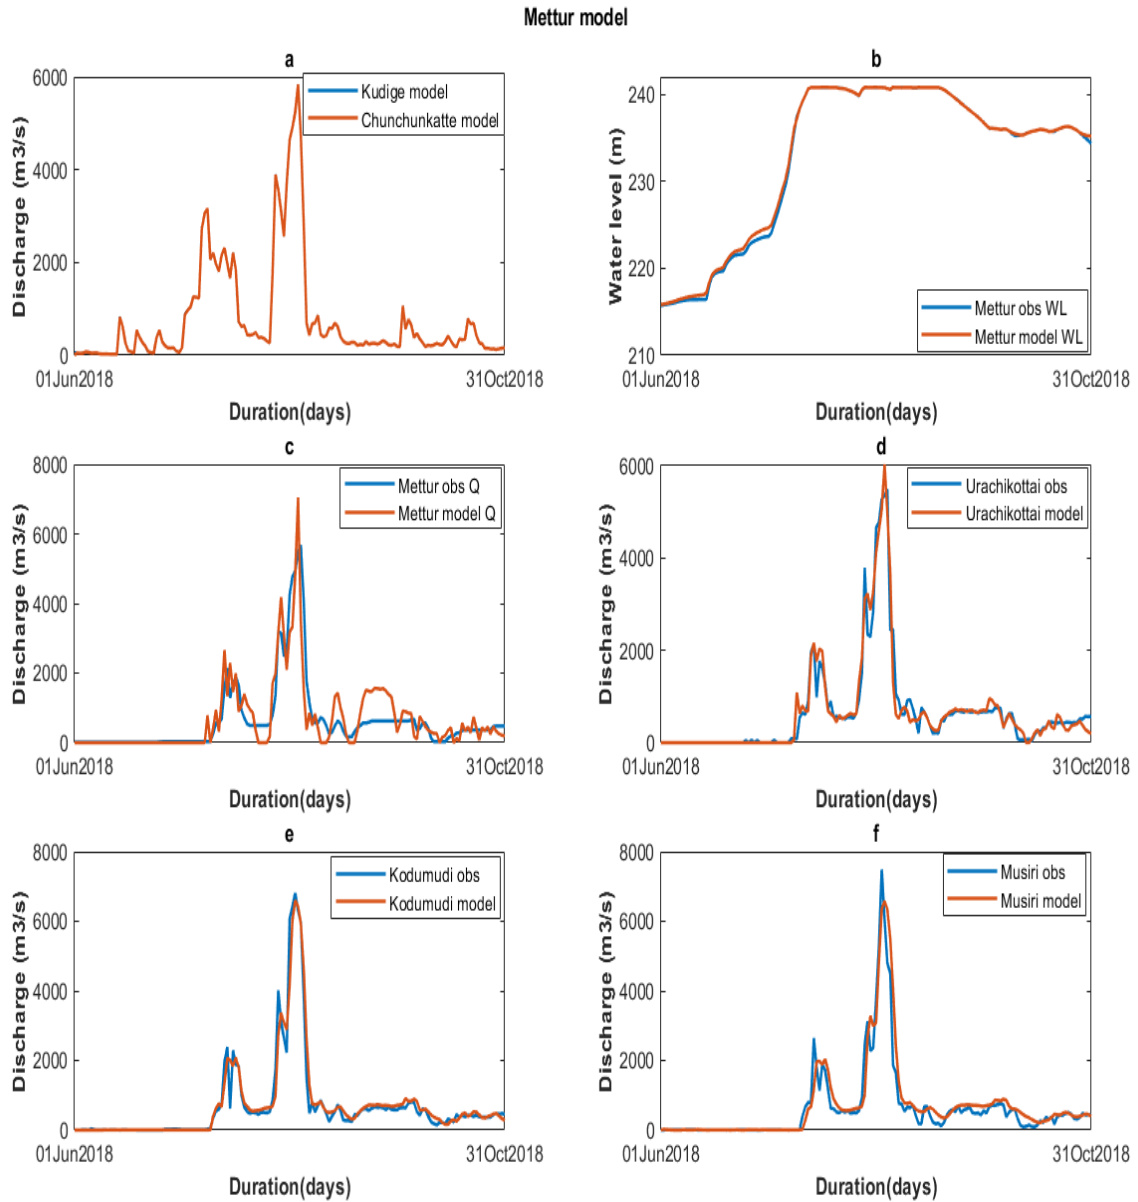 Mettur model
a
6000
4000
2000
0
Discharge (m3/s)
Kudige model
Chunchunkatte model
01Jun2018
31Oct2018
Duration(days)
b
240
230
220
210
Water level (m)
Mettur obs WL
Mettur model WL
01Jun2018
31Oct2018
Duration(days)
c
8000
6000
4000
2000
0
Discharge (m3/s)
Mettur obs Q
Mettur model Q
01Jun2018
31Oct2018
Duration(days)
d
6000
4000
2000
0
Discharge (m3/s)
Urachikottai obs
Urachikottai model
01Jun2018
31Oct2018
Duration(days)
e
8000
6000
4000
2000
0
Discharge (m3/s)
Kodumudi obs
Kodumudi model
01Jun2018
31Oct2018
Duration(days)
f
8000
6000
4000
2000
0
Discharge (m3/s)
Musiri obs
Musiri model
01Jun2018
31Oct2018
Duration(days)